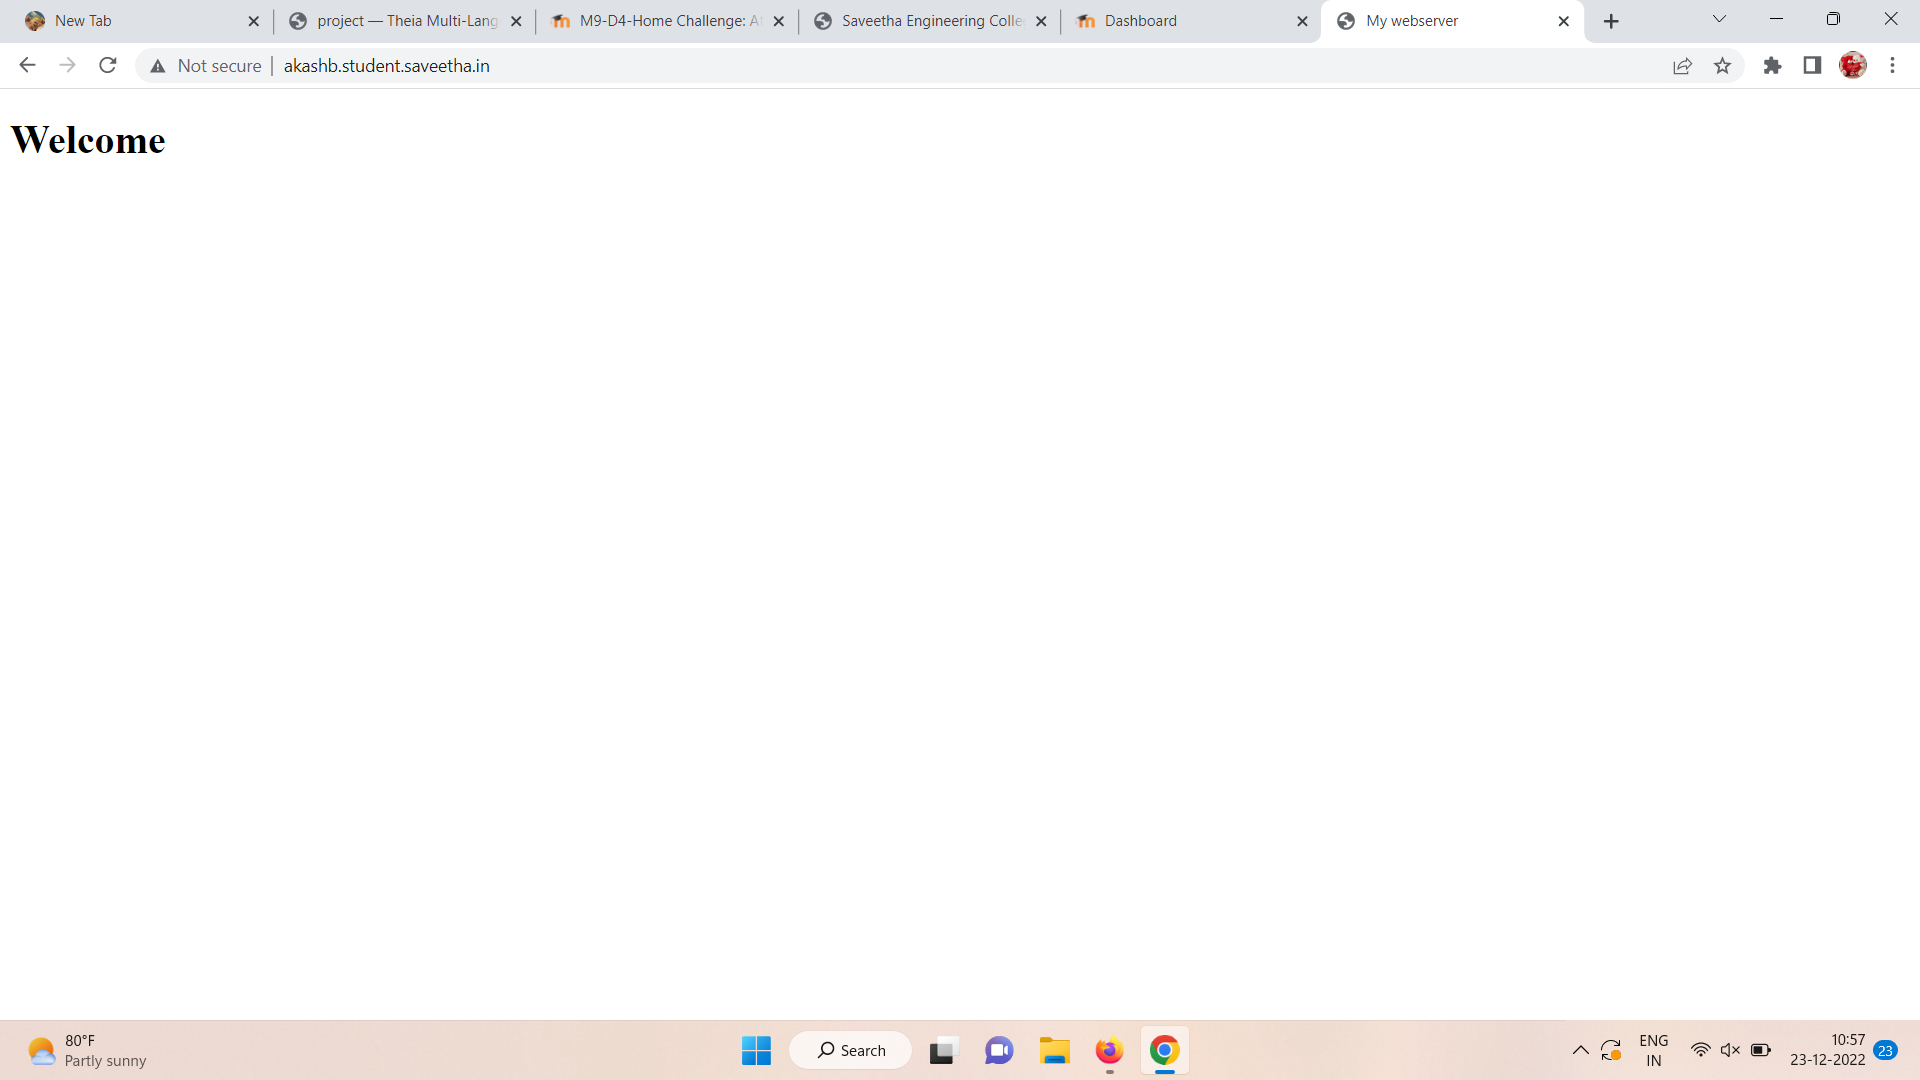 New Tab
project — Theia Multi-Lang
M9-D4-Home Challenge: A
Saveetha Engineering Colle
Dashboard
My webserver
Not secure
akashb.student.saveetha.in
Welcome
80°F
Partly sunny
Search
ENG
IN
10:57
23-12-2022
23